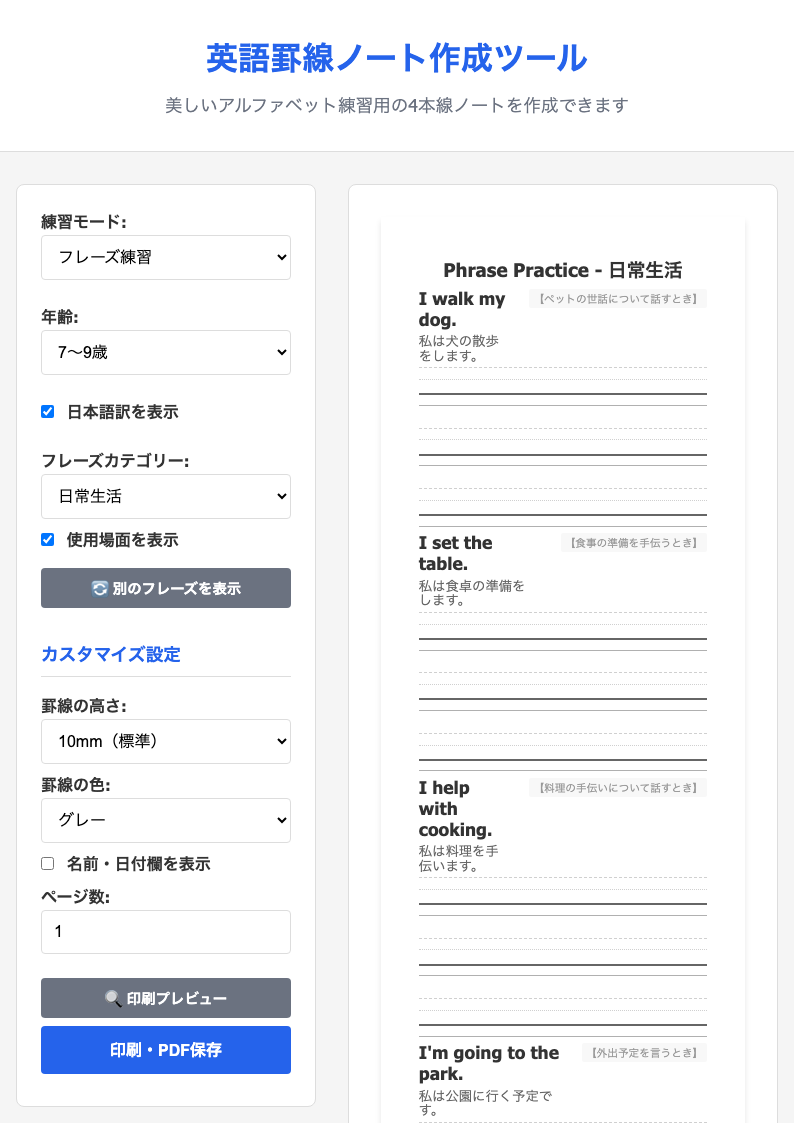 英語罫線ノート作成ツール
美しいアルファベット練習用の4本線ノートを作成できます
練習モード:
フレーズ練習
年齢:
7〜9歳
日本語訳を表示
フレーズカテゴリー:
日常生活
使用場面を表示
🔄 別のフレーズを表示
カスタマイズ設定
罫線の高さ:
10mm（標準）
罫線の色:
グレー
名前・日付欄を表示
ページ数:
1
🔍 印刷プレビュー
印刷・PDF保存
Phrase Practice - 日常生活
I walk my
dog.
【ペットの世話について話すとき】
私は犬の散歩
をします。
I set the
table.
【食事の準備を手伝うとき】
私は食卓の準備を
します。
I help
with
cooking.
【料理の手伝いについて話すとき】
私は料理を手
伝います。
I'm going to the
park.
【外出予定を言うとき】
私は公園に行く予定で
す。